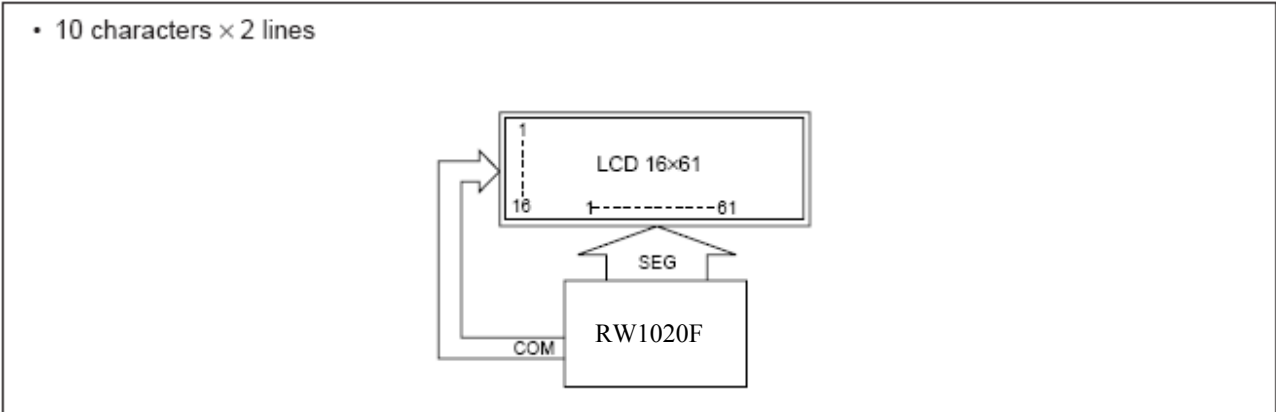 • 10 characters × 2 lines
1
LCD 16×61
16
1
61
SEG
RW1020F
COM